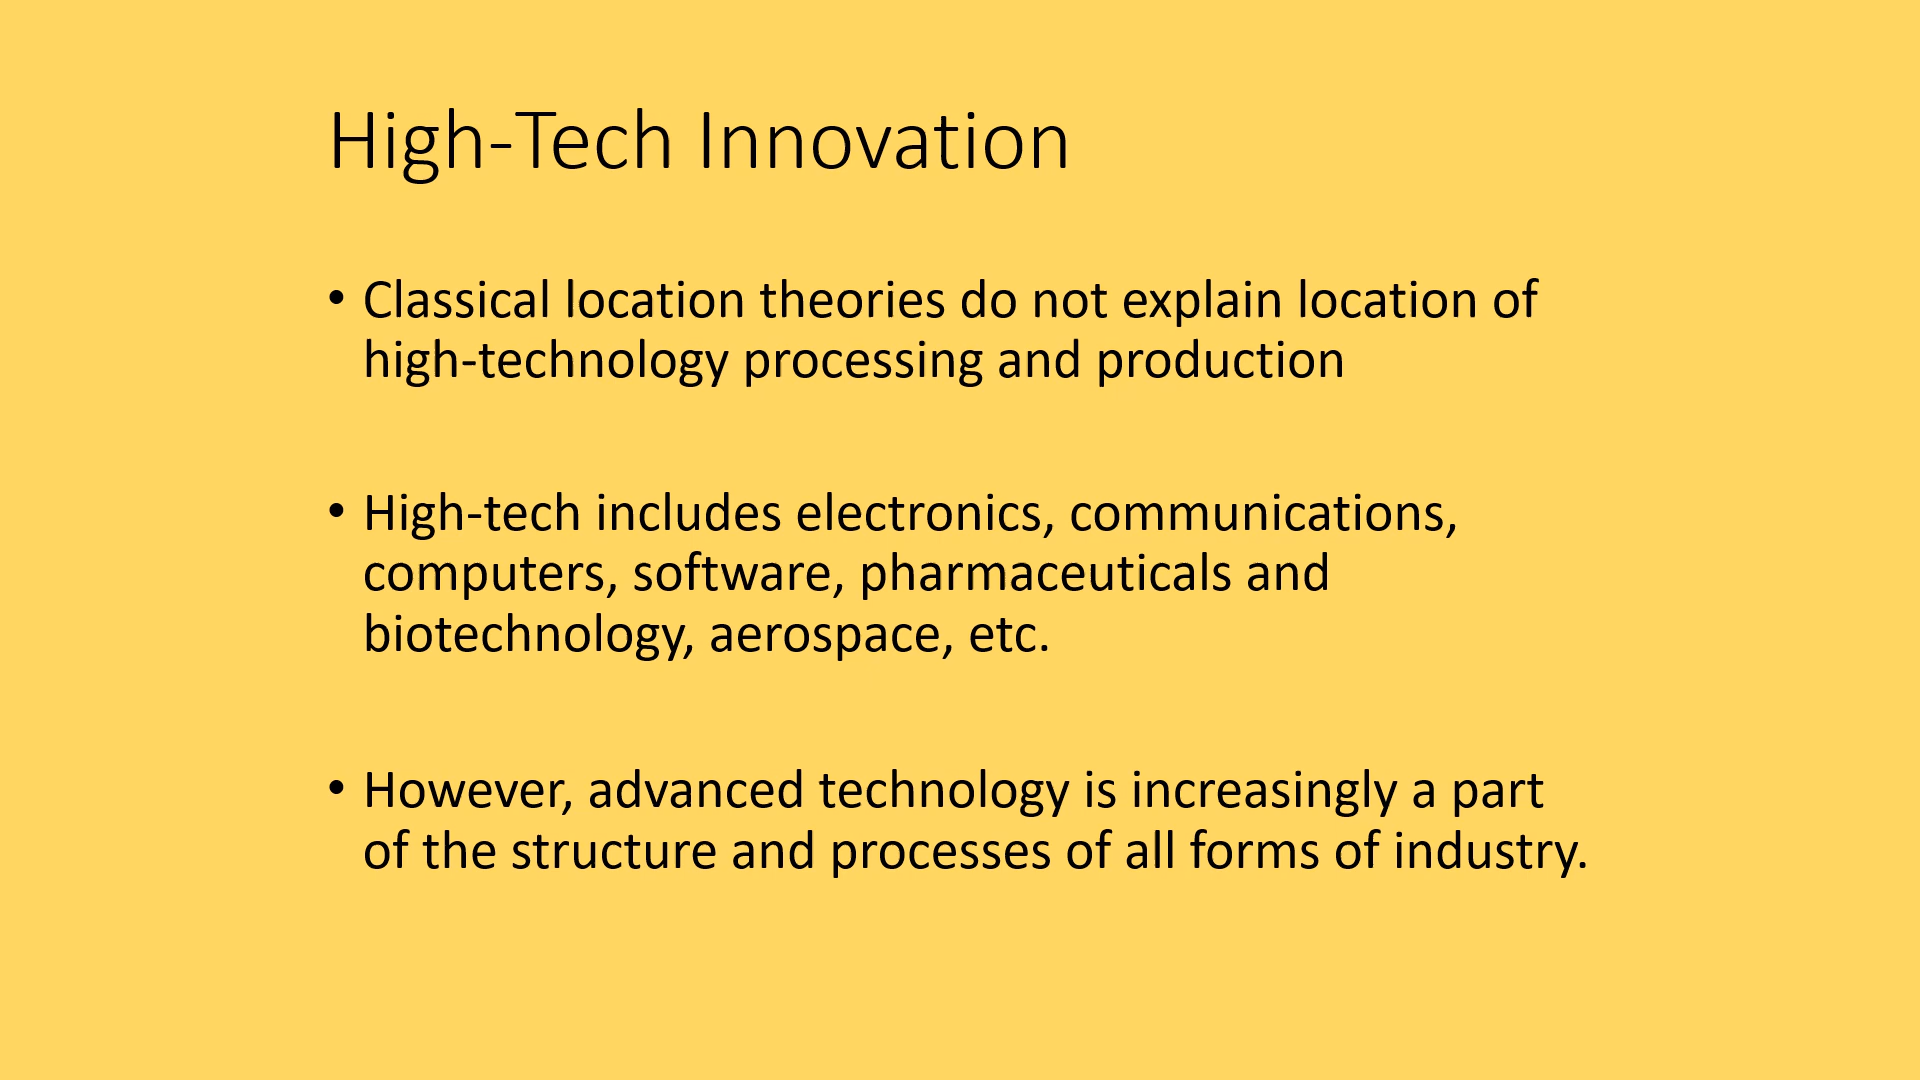 High-Tech Innovation
• Classical location theories do not explain location of
high-technology processing and production
• High-tech includes electronics, communications,
computers, software, pharmaceuticals and
biotechnology, aerospace, etc.
• However, advanced technology is increasingly a part
of the structure and processes of all forms of industry.